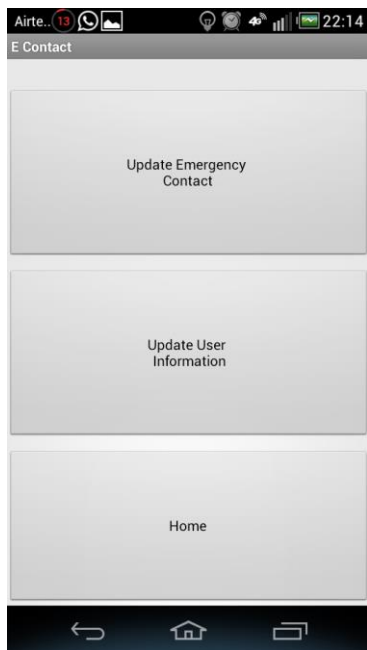 Airte.. 13 22:14
E Contact
Update Emergency
Contact
Update User
Information
Home